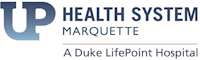 UP HEALTH SYSTEM
MARQUETTE
A Duke LifePoint Hospital